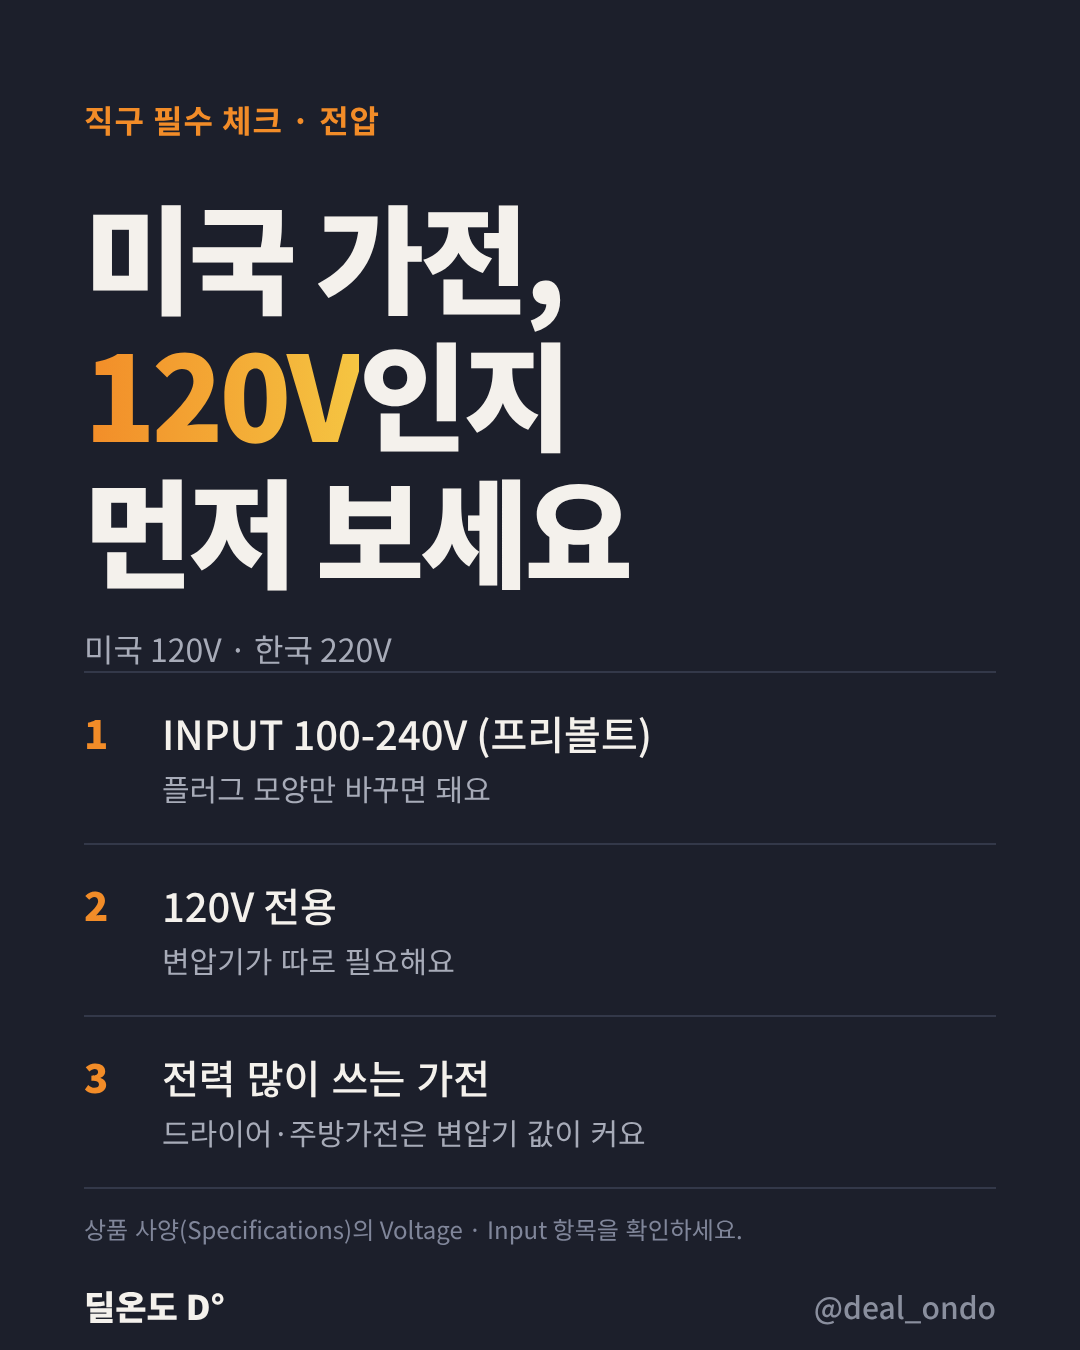 직구 필수 체크 · 전압
미국 가전,
120V인지
먼저 보세요
미국 120V · 한국 220V
1 INPUT 100-240V (프리볼트)
플러그 모양만 바꾸면 돼요
2 120V 전용
변압기가 따로 필요해요
3 전력 많이 쓰는 가전
드라이어·주방가전은 변압기 값이 커요
상품 사양(Specifications)의 Voltage · Input 항목을 확인하세요.
딜온도 D°
@deal_ondo